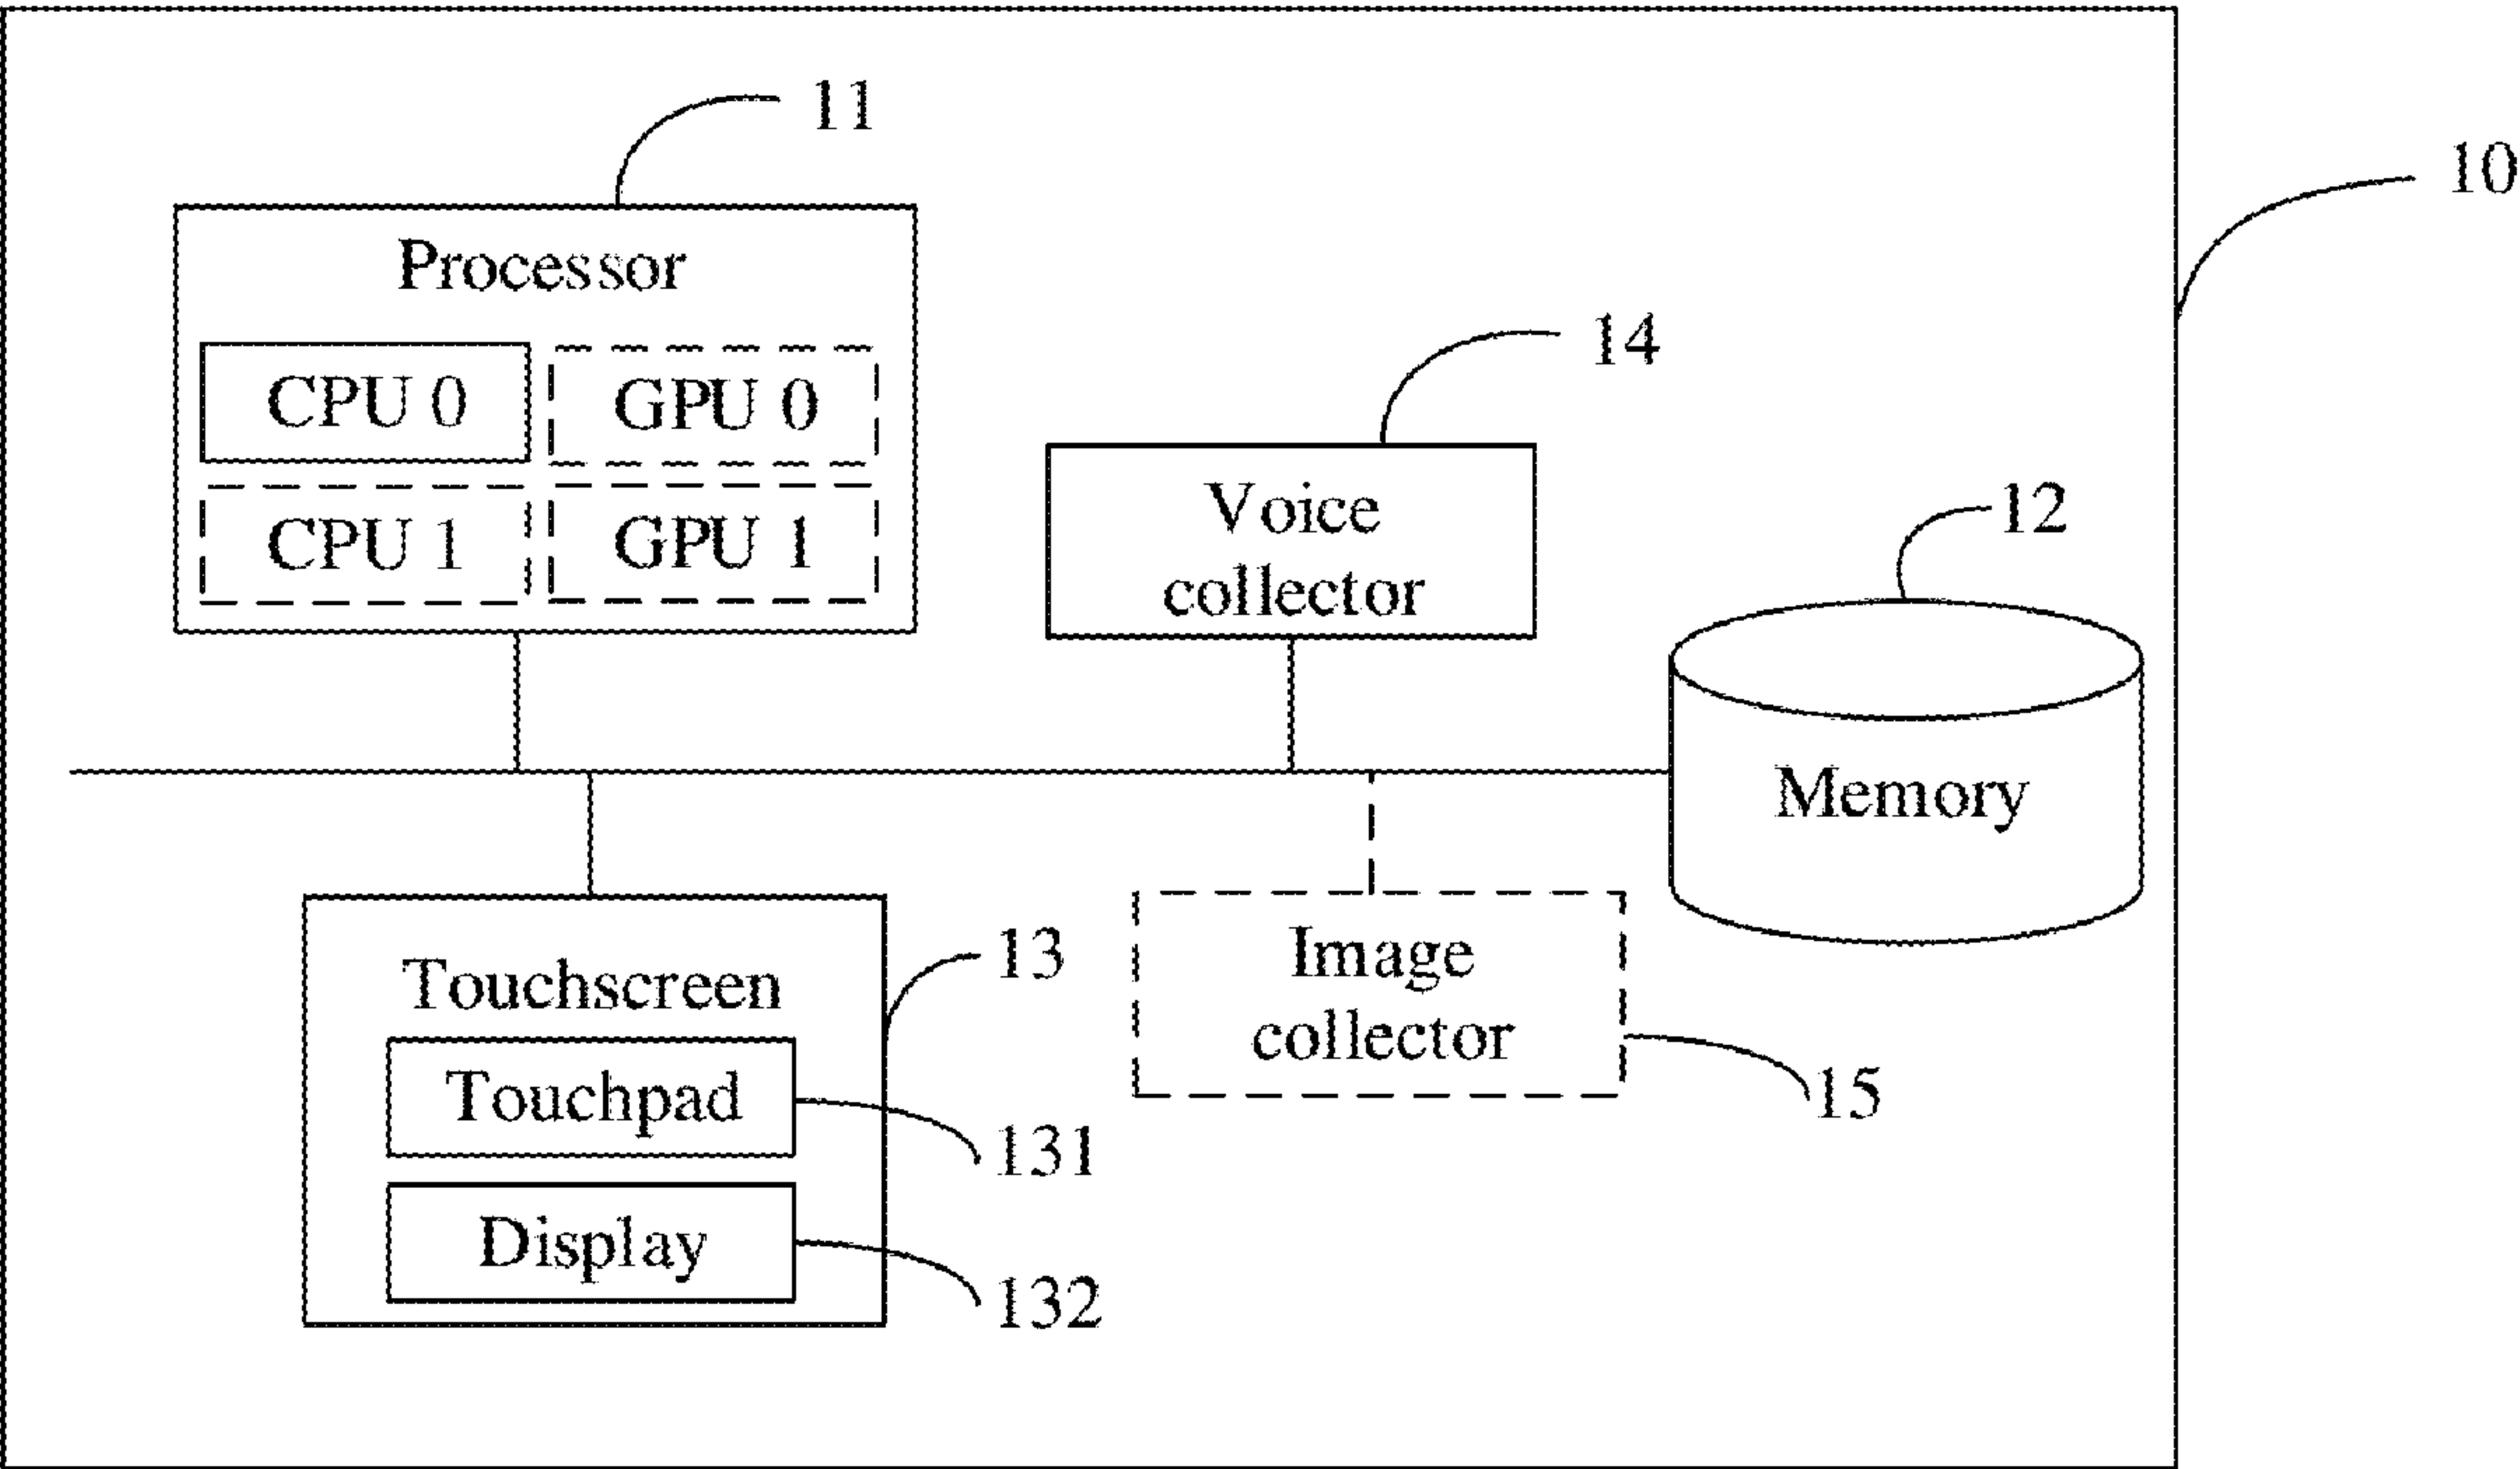 11
10
Processor
CPU 0
GPU 0
CPU 1
GPU 1
14
Voice
collector
12
Memory
Touchscreen
13
Touchpad
131
Display
132
Image
collector
15